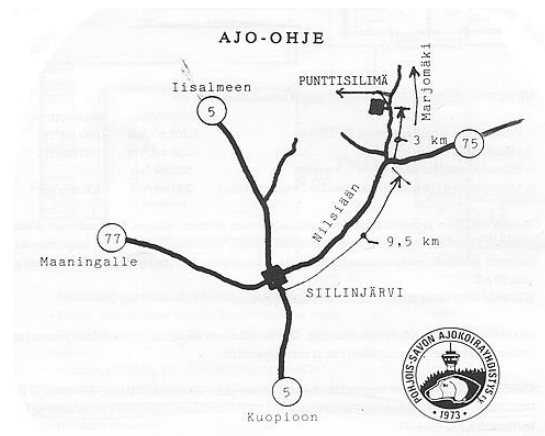 AJO-OHJE
Iisalmeen
5
PUNTTISILIMÄ
Marjomäki
3 km
75
Nilsiään
77
Maaningalle
9,5 km
SIILINJÄRVI
5
Kuopioon
POHJOIS-SAVON AJOKOIRAYHDISTYS ry
• 1973 •